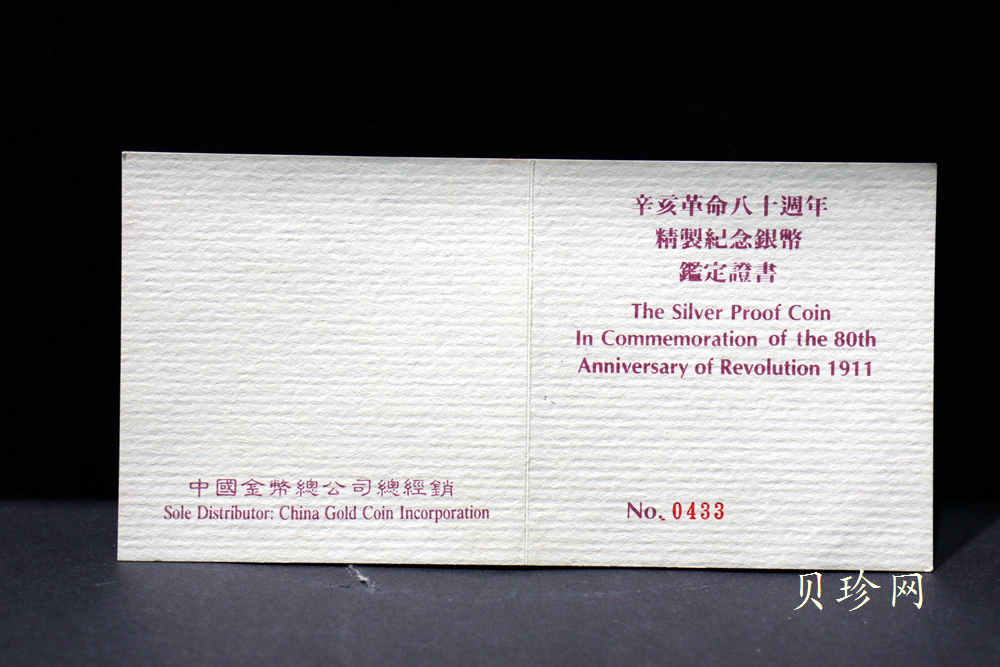 中國金幣總公司總經銷
Sole Distributor: China Gold Coin Incorporation
辛亥革命八十週年
精製紀念銀幣
鑑定證書
The Silver Proof Coin
In Commemoration of the 80th
Anniversary of Revolution 1911
No. 0433
贝珍网